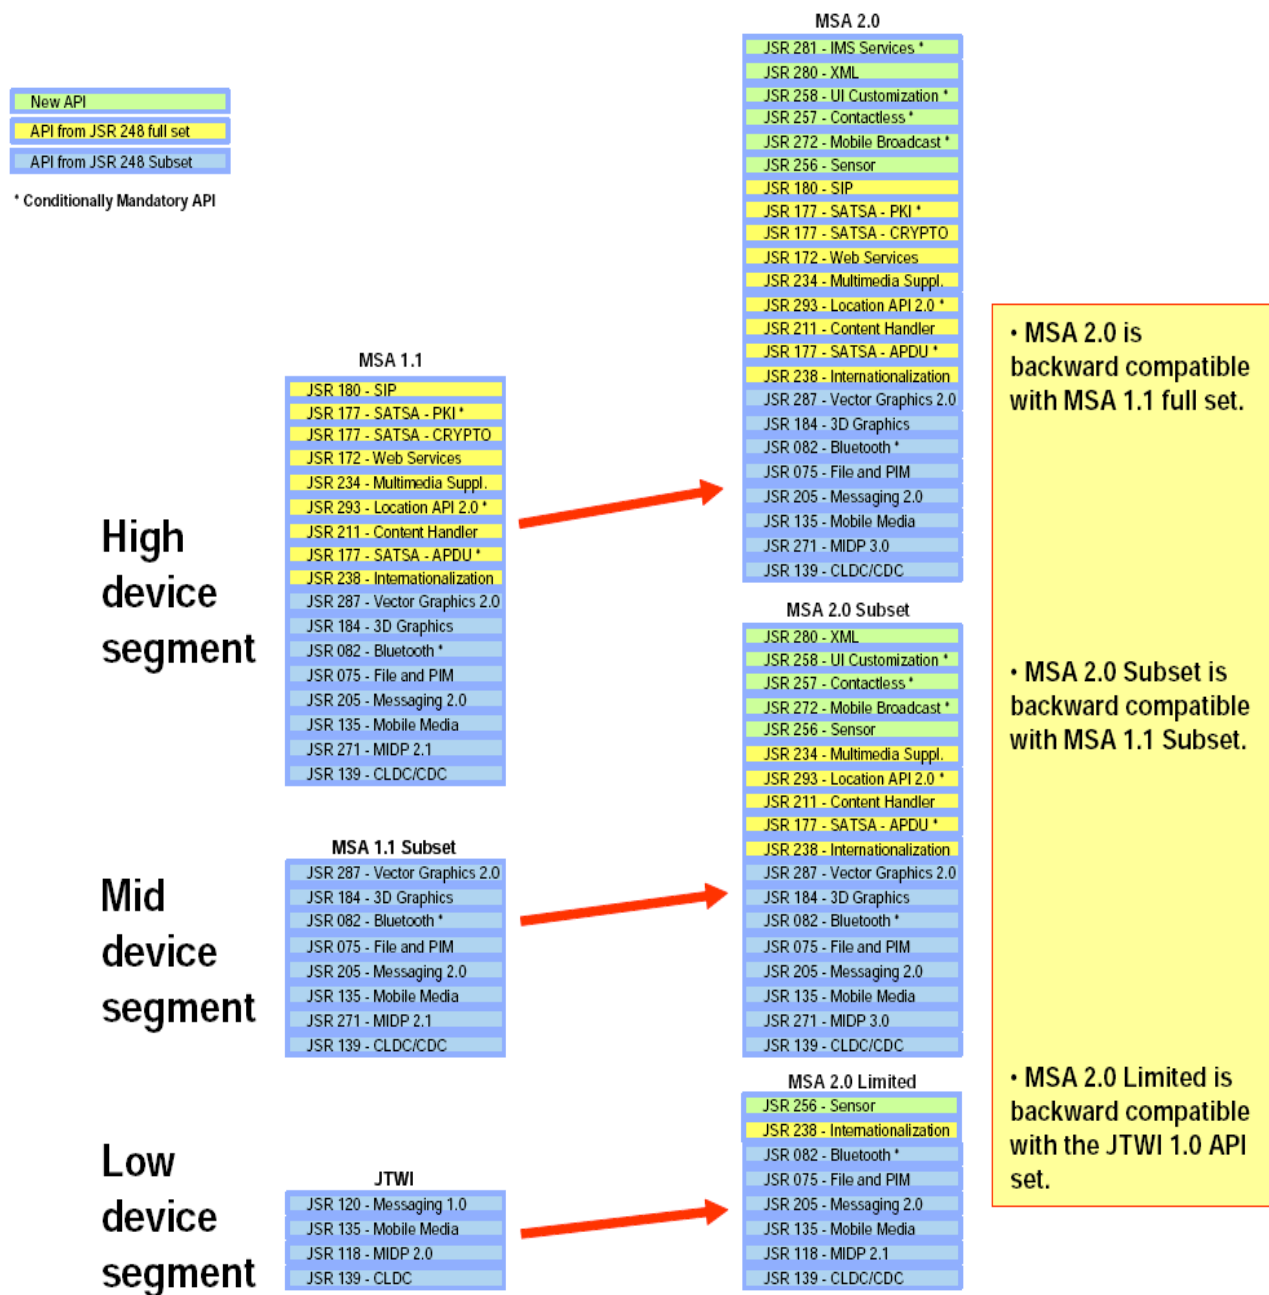 New API
API from JSR 248 full set
API from JSR 248 Subset
* Conditionally Mandatory API
MSA 2.0
JSR 281 - IMS Services *
JSR 280 - XML
JSR 258 - UI Customization *
JSR 257 - Contactless *
JSR 272 - Mobile Broadcast *
JSR 256 - Sensor
JSR 180 - SIP
JSR 177 - SATSA - PKI *
JSR 177 - SATSA - CRYPTO
JSR 172 - Web Services
JSR 234 - Multimedia Suppl.
JSR 293 - Location API 2.0 *
JSR 211 - Content Handler
JSR 177 - SATSA - APDU *
JSR 238 - Internationalization
JSR 287 - Vector Graphics 2.0
JSR 184 - 3D Graphics
JSR 082 - Bluetooth *
JSR 075 - File and PIM
JSR 205 - Messaging 2.0
JSR 135 - Mobile Media
JSR 271 - MIDP 3.0
JSR 139 - CLDC/CDC
High
device
segment
MSA 1.1
JSR 180 - SIP
JSR 177 - SATSA - PKI *
JSR 177 - SATSA - CRYPTO
JSR 172 - Web Services
JSR 234 - Multimedia Suppl.
JSR 293 - Location API 2.0 *
JSR 211 - Content Handler
JSR 177 - SATSA - APDU *
JSR 238 - Internationalization
JSR 287 - Vector Graphics 2.0
JSR 184 - 3D Graphics
JSR 082 - Bluetooth *
JSR 075 - File and PIM
JSR 205 - Messaging 2.0
JSR 135 - Mobile Media
JSR 271 - MIDP 2.1
JSR 139 - CLDC/CDC
• MSA 2.0 is
backward compatible
with MSA 1.1 full set.
Mid
device
segment
MSA 1.1 Subset
JSR 287 - Vector Graphics 2.0
JSR 184 - 3D Graphics
JSR 082 - Bluetooth *
JSR 075 - File and PIM
JSR 205 - Messaging 2.0
JSR 135 - Mobile Media
JSR 271 - MIDP 2.1
JSR 139 - CLDC/CDC
MSA 2.0 Subset
JSR 280 - XML
JSR 258 - UI Customization *
JSR 257 - Contactless *
JSR 272 - Mobile Broadcast *
JSR 256 - Sensor
JSR 234 - Multimedia Suppl.
JSR 293 - Location API 2.0 *
JSR 211 - Content Handler
JSR 177 - SATSA - APDU *
JSR 238 - Internationalization
JSR 287 - Vector Graphics 2.0
JSR 184 - 3D Graphics
JSR 082 - Bluetooth *
JSR 075 - File and PIM
JSR 205 - Messaging 2.0
JSR 135 - Mobile Media
JSR 271 - MIDP 3.0
JSR 139 - CLDC/CDC
• MSA 2.0 Subset is
backward compatible
with MSA 1.1 Subset.
Low
device
segment
JTWI
JSR 120 - Messaging 1.0
JSR 135 - Mobile Media
JSR 118 - MIDP 2.0
JSR 139 - CLDC
MSA 2.0 Limited
JSR 256 - Sensor
JSR 238 - Internationalization
JSR 082 - Bluetooth *
JSR 075 - File and PIM
JSR 205 - Messaging 2.0
JSR 135 - Mobile Media
JSR 118 - MIDP 2.1
JSR 139 - CLDC/CDC
• MSA 2.0 Limited is
backward compatible
with the JTWI 1.0 API
set.